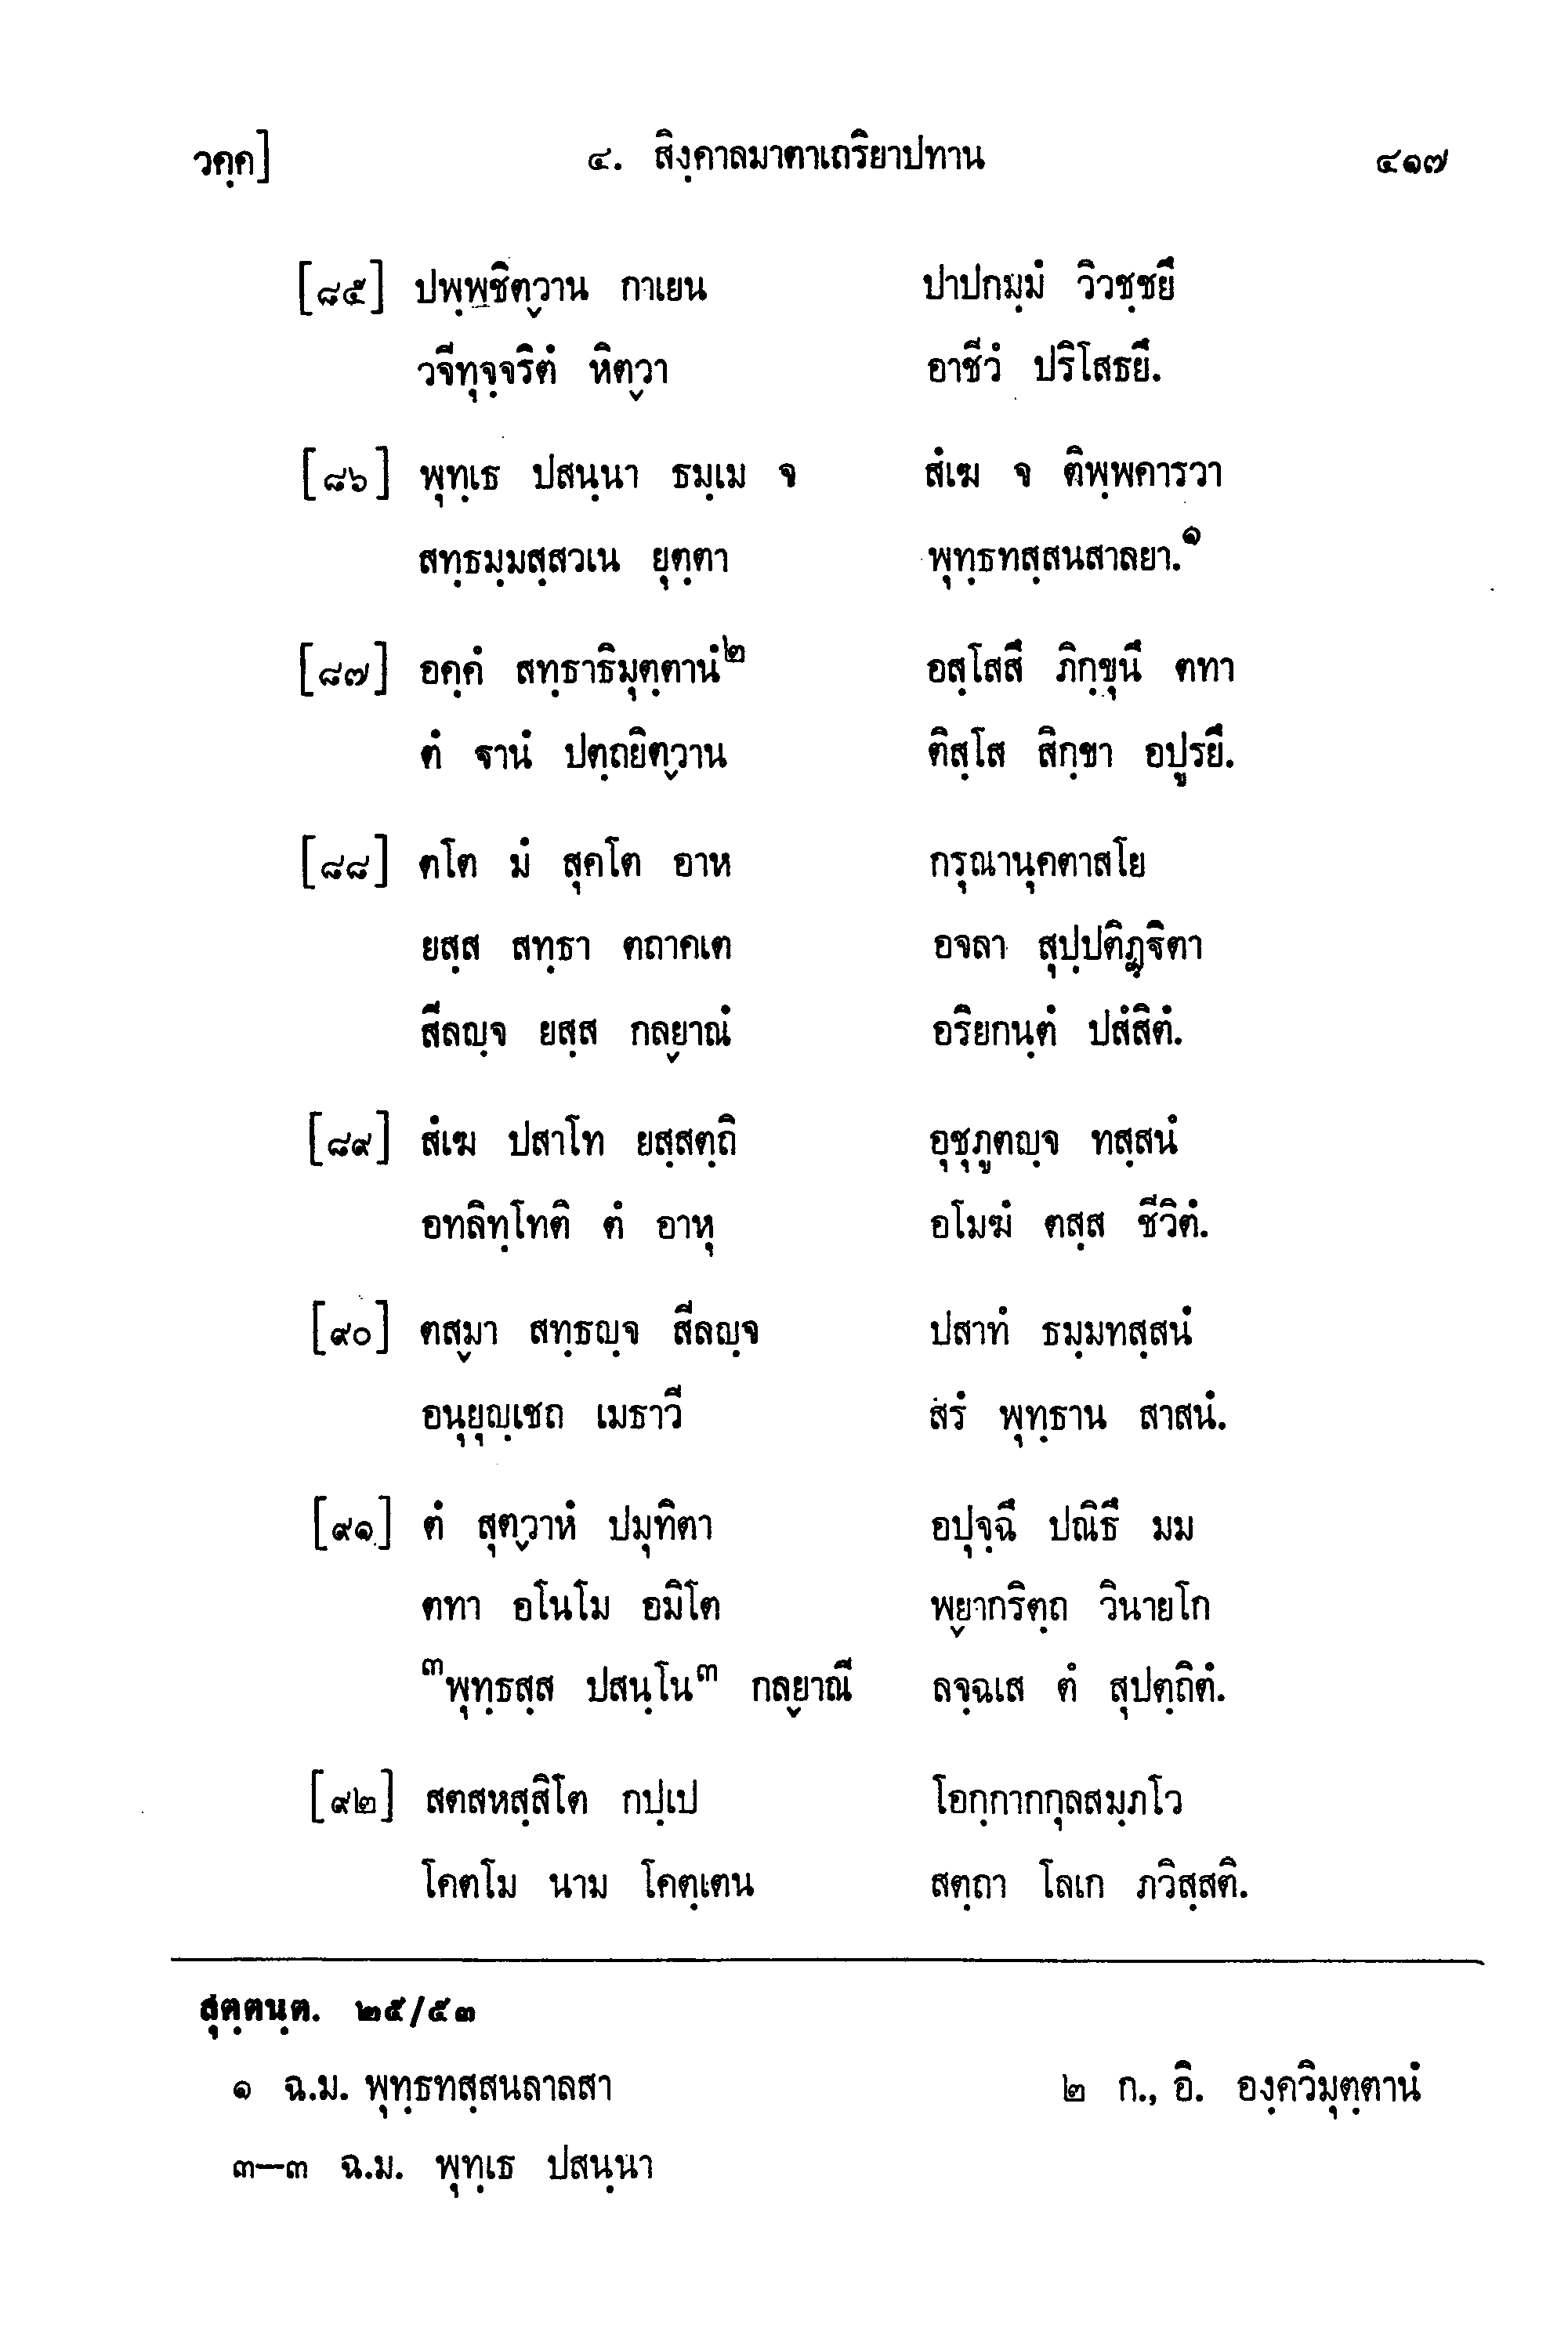 วคฺค] ๔. สิงฺคาลมาตาเถริยาปทาน ๔๑๗
[๘๕] ปพฺพชิตฺวาน กาเยน ปาปกมฺมํ วิวชฺชยึ
วจีทุจฺจริตํ หิตฺวา อาชีวํ ปริโสธยึ.
[๘๖] พุทฺเธ ปสนฺนา ธมฺเม จ สํเฆ จ ติพฺพคารวา
สทฺธมฺมสฺสวเน ยุตฺตา พุทฺธทสฺสนสาลยา.๑
[๘๗] อคฺคํ สทฺธาธิมุตฺตานํ๒ อสฺโสสึ ภิกฺขุนึ ตทา
ตํ ฐานํ ปตฺถยิตฺวาน ติสฺโส สิกฺขา อปูรยึ.
[๘๘] ตโต มํ สุคโต อาห กรุณานุคตาสโย
ยสฺส สทฺธา ตถาคเต อจลา สุปฺปติฏฺฐิตา
สีลญฺจ ยสฺส กลฺยาณํ อริยกนฺตํ ปสํสิตํ.
[๘๙] สํเฆ ปสาโท ยสฺสตฺถิ อุชุภูตญฺจ ทสฺสนํ
อทลิทฺโทติ ตํ อาหุ อโมฆํ ตสฺส ชีวิตํ.
[๙๐] ตสฺมา สทฺธญฺจ สีลญฺจ ปสาทํ ธมฺมทสฺสนํ
อนุยุญฺเชถ เมธาวี สรํ พุทฺธาน สาสนํ.
[๙๑] ตํ สุตฺวาหํ ปมุทิตา อปุจฺฉึ ปณิธึ มม
ตทา อโนโม อมิโต พฺยากริตฺถ วินายโก
๓พุทฺธสฺส ปสนฺโน๓ กลฺยาณี ลจฺฉเส ตํ สุปตฺถิตํ.
[๙๒] สตสหสฺสิโต กปฺเป โอกฺกากกุลสมฺภโว
โคตโม นาม โคตฺเตน สตฺถา โลเก ภวิสฺสติ.
สุตฺตนฺต. ๒๕/๕๓
๑ ฉ.ม. พุทฺธทสฺสนลาลสา ๒ ก., อิ. องฺควิมุตฺตานํ
๓–๓ ฉ.ม. พุทฺเธ ปสนฺนา